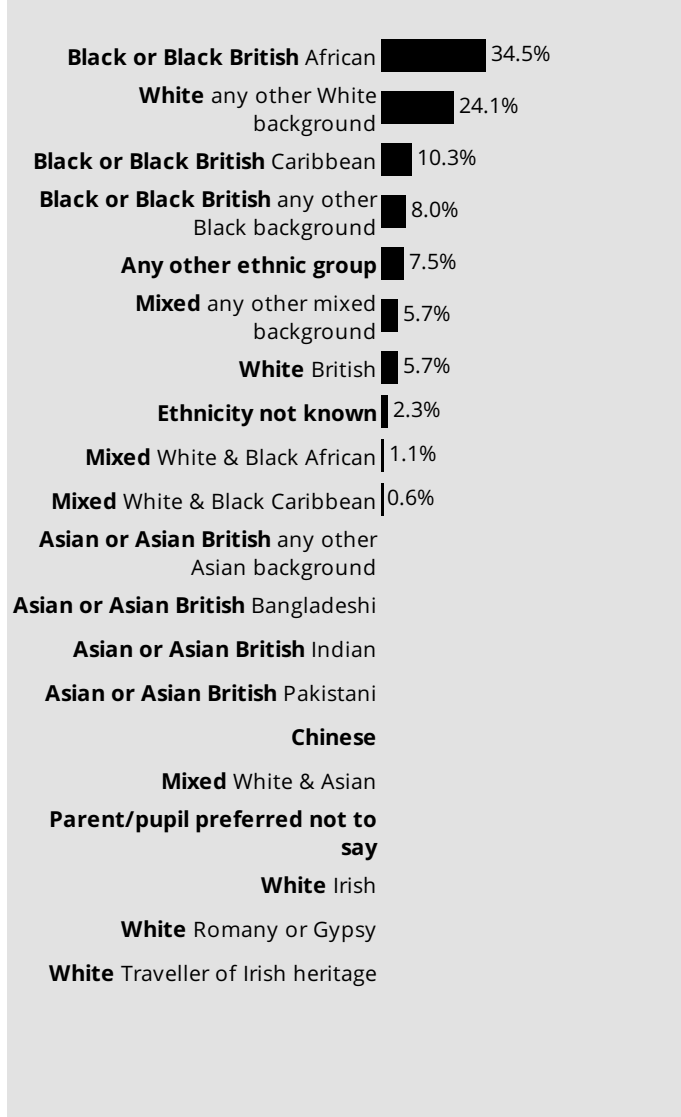 Black or Black British African 34.5%
White any other White
background 24.1%
Black or Black British Caribbean 10.3%
Black or Black British any other
Black background 8.0%
Any other ethnic group 7.5%
Mixed any other mixed
background 5.7%
White British 5.7%
Ethnicity not known 2.3%
Mixed White & Black African 1.1%
Mixed White & Black Caribbean 0.6%
Asian or Asian British any other
Asian background
Asian or Asian British Bangladeshi
Asian or Asian British Indian
Asian or Asian British Pakistani
Chinese
Mixed White & Asian
Parent/pupil preferred not to
say
White Irish
White Romany or Gypsy
White Traveller of Irish heritage